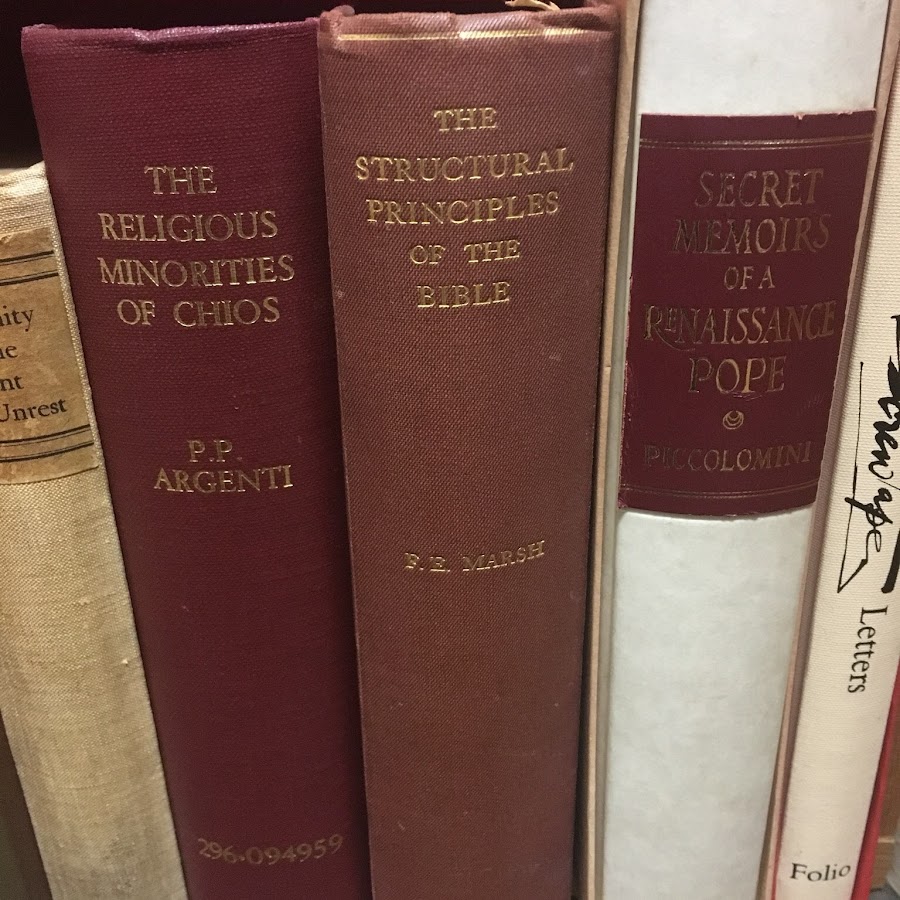 ity
e
nt
Unrest
THE
RELIGIOUS
MINORITIES
OF CHIOS
P.P.
ARGENTI
296·094959
THE
STRUCTURAL
PRINCIPLES
OF THE
BIBLE
F. E. MARSH
SECRET
MEMOIRS
OF A
RENAISSANCE
POPE
PICCOLOMINI
Screwtape
Letters
Folio